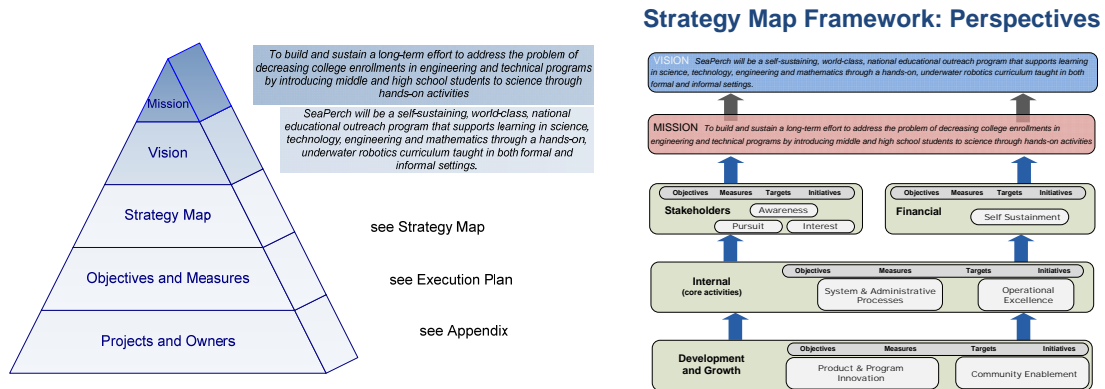 To build and sustain a long-term effort to address the problem of
decreasing college enrollments in engineering and technical programs
by introducing middle and high school students to science through
hands-on activities
SeaPerch will be a self-sustaining, world-class, national
educational outreach program that supports learning in science,
technology, engineering and mathematics through a hands-on,
underwater robotics curriculum taught in both formal and
informal settings.
Mission
Vision
Strategy Map
see Strategy Map
Objectives and Measures
see Execution Plan
Projects and Owners
see Appendix
Strategy Map Framework: Perspectives
VISION SeaPerch will be a self-sustaining, world-class, national educational outreach program that supports learning
in science, technology, engineering and mathematics through a hands-on, underwater robotics curriculum taught in both
formal and informal settings.
MISSION To build and sustain a long-term effort to address the problem of decreasing college enrollments in
engineering and technical programs by introducing middle and high school students to science through hands-on activities
Objectives Measures Targets Initiatives
Stakeholders
Awareness
Pursuit Interest
Objectives Measures Targets Initiatives
Financial
Self Sustainment
Objectives Measures Targets Initiatives
Internal
(core activities)
System & Administrative
Processes
Operational
Excellence
Objectives Measures Targets Initiatives
Development
and Growth
Product & Program
Innovation
Community Enablement